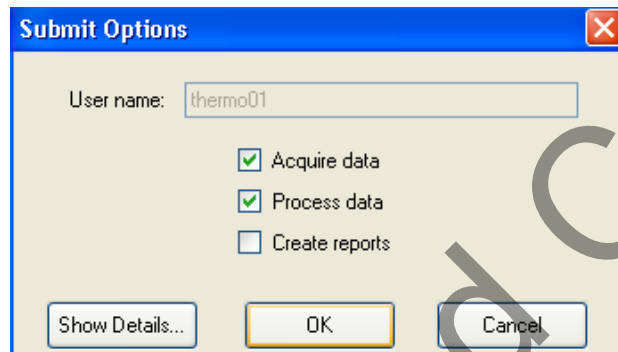 Submit Options
User name: thermo01
Acquire data
Process data
Create reports
Show Details... OK Cancel